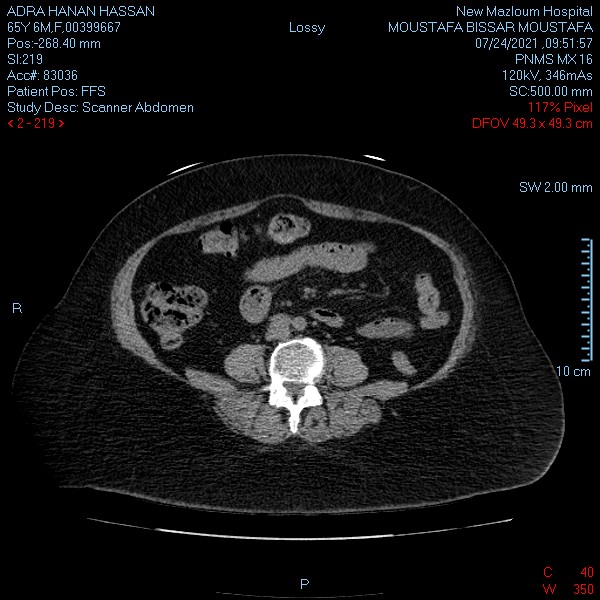 ADRA HANAN HASSAN
65Y 6M,F,00399667
Pos:-268.40 mm
SI:219
Acc#: 83036
Patient Pos: FFS
Study Desc: Scanner Abdomen
< 2 - 219 >
Lossy
New Mazloum Hospital
MOUSTAFA BISSAR MOUSTAFA
07/24/2021 ,09:51:57
PNMS MX 16
120kV, 346mAs
SC:500.00 mm
117% Pixel
DFOV 49.3 x 49.3 cm
SW 2.00 mm
R
10 cm
P
C 40
W 350